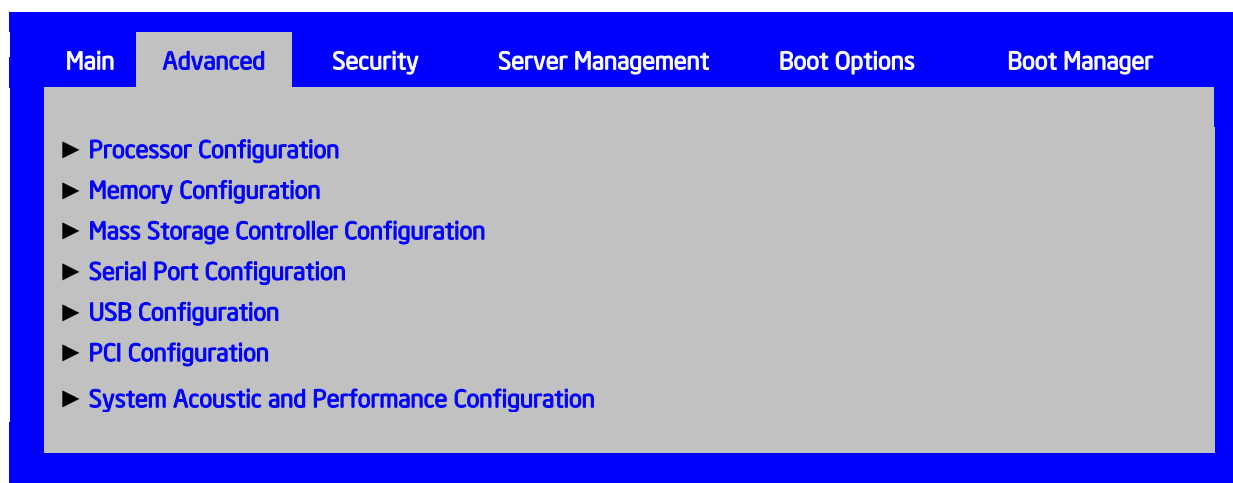 Main Advanced Security Server Management Boot Options Boot Manager
► Processor Configuration
► Memory Configuration
► Mass Storage Controller Configuration
► Serial Port Configuration
► USB Configuration
► PCI Configuration
► System Acoustic and Performance Configuration